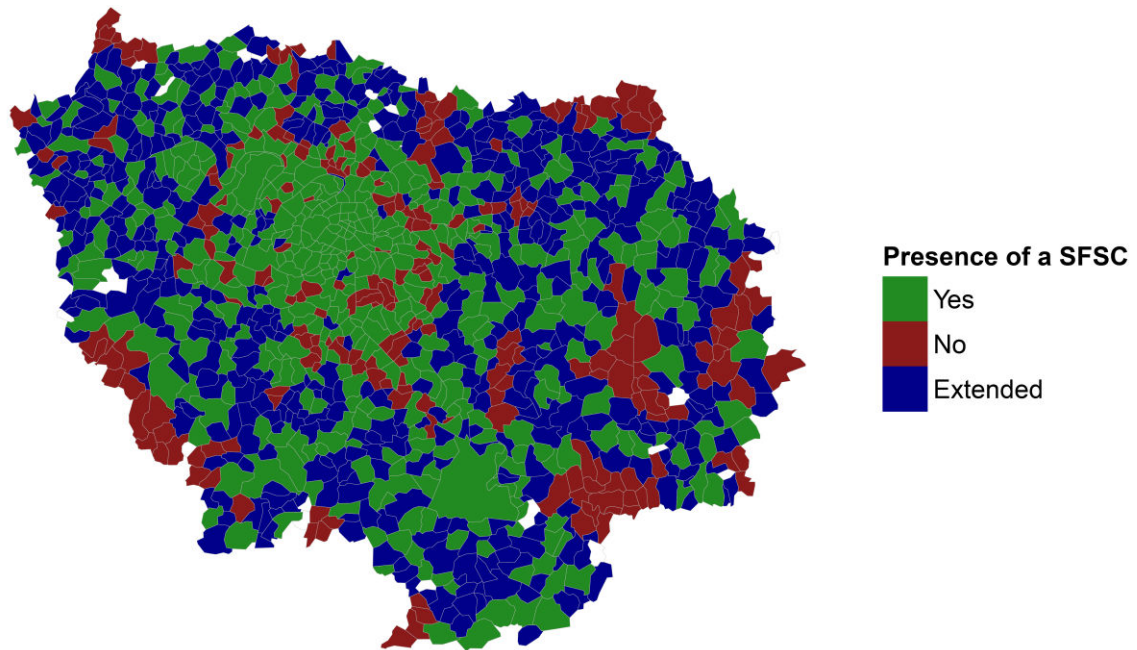 Presence of a SFSC
Yes
No
Extended